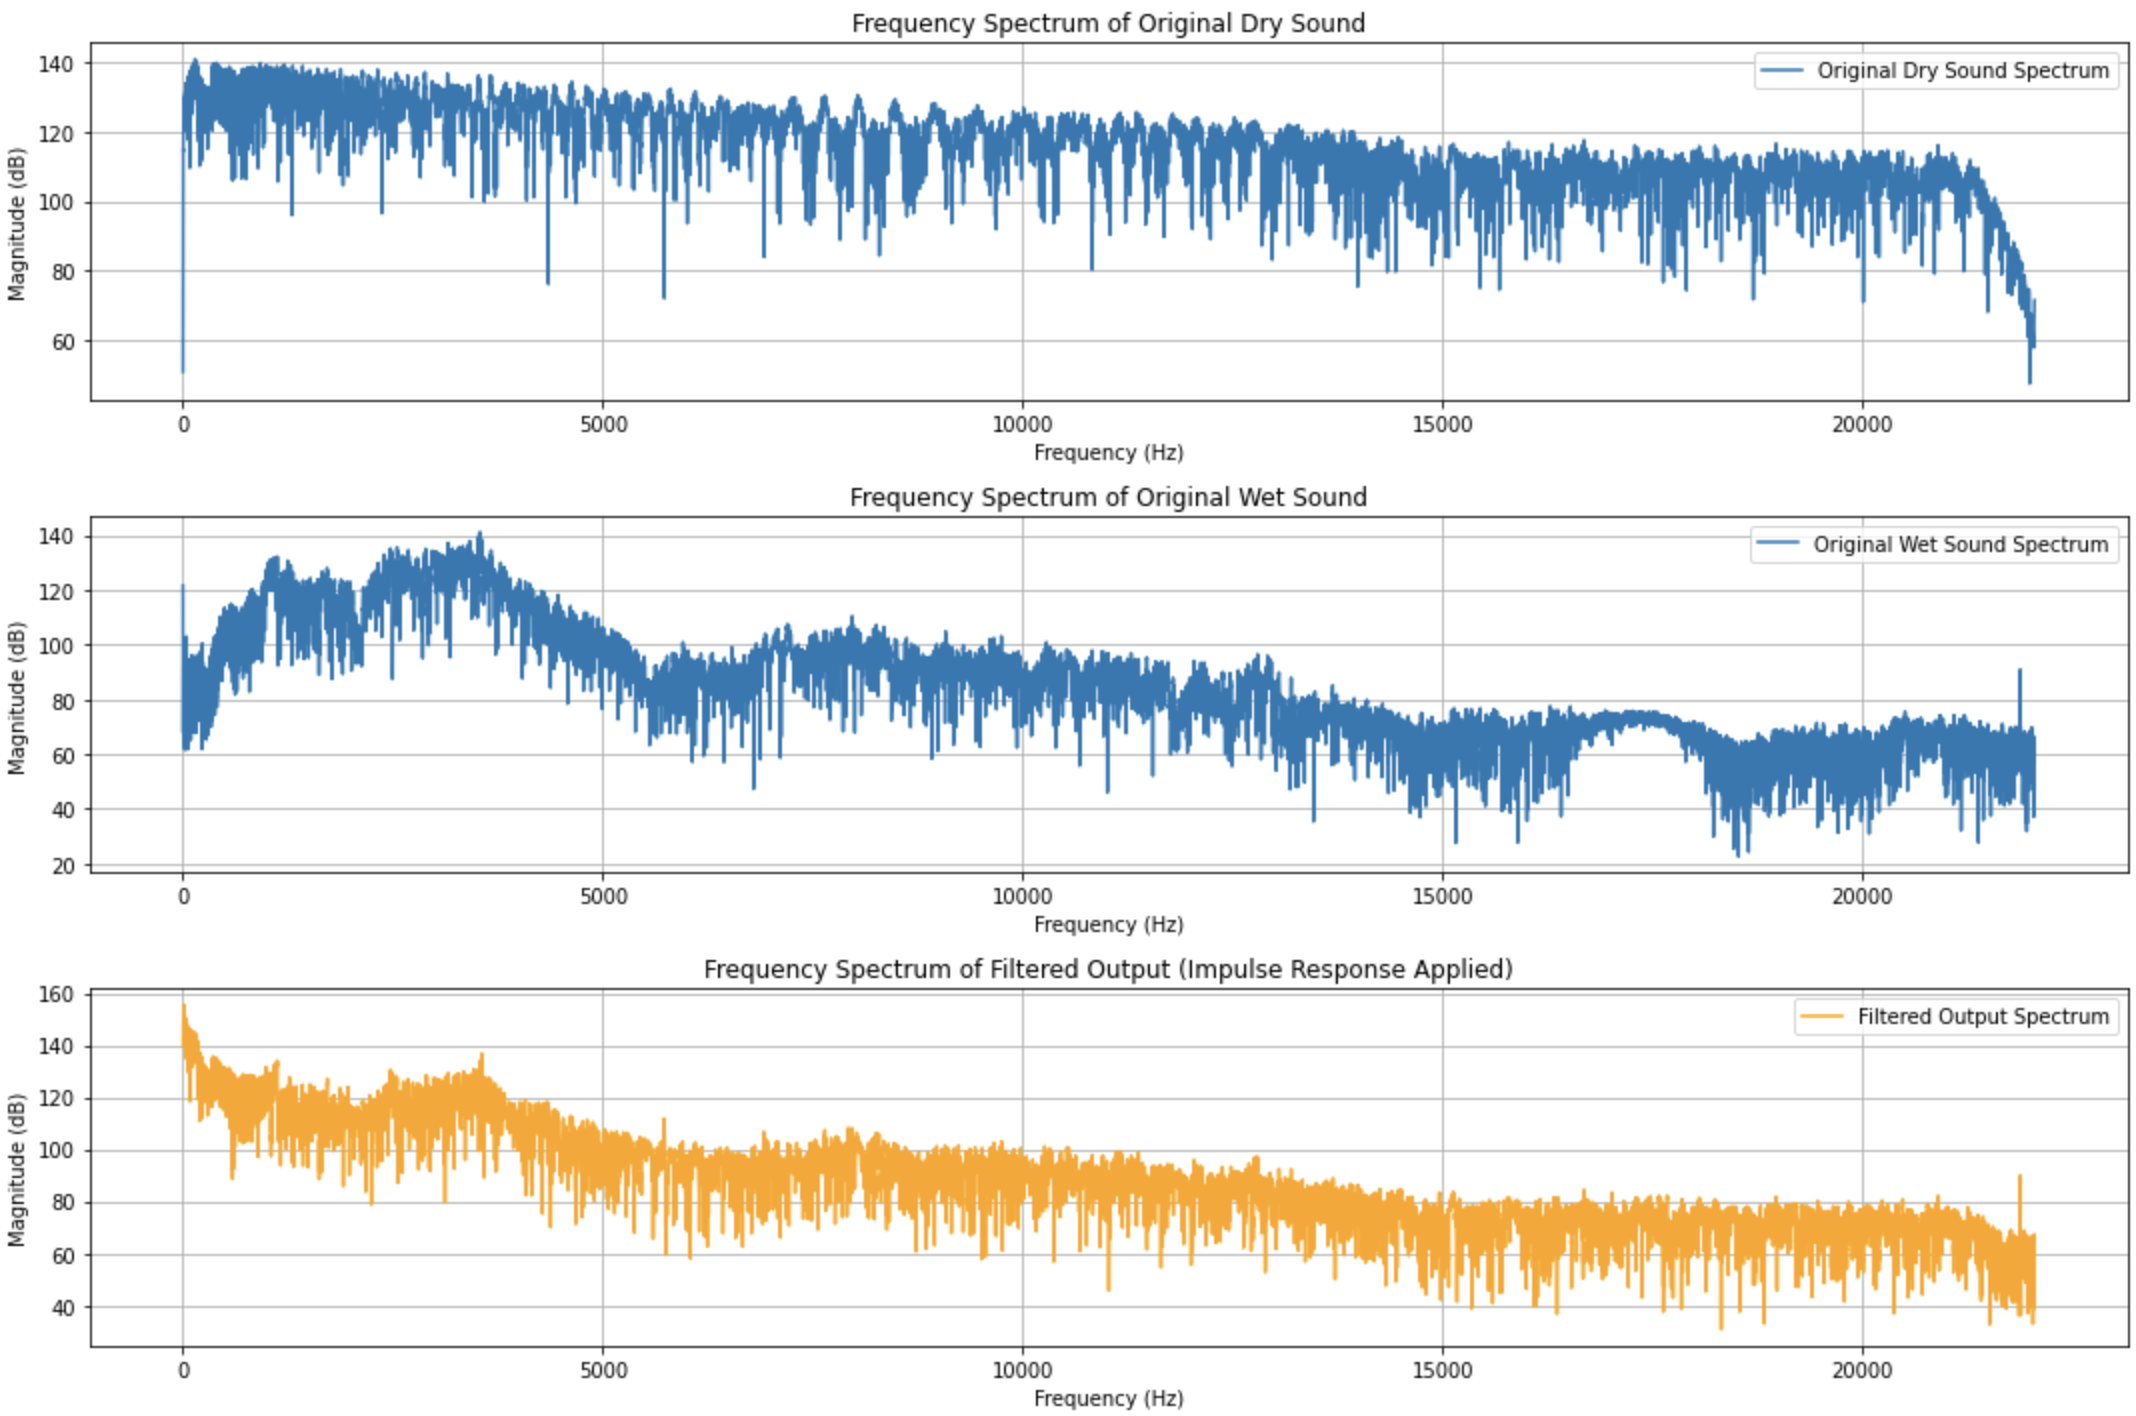 Frequency Spectrum of Original Dry Sound
Original Dry Sound Spectrum
Magnitude (dB)
140
120
100
80
60
0 5000 10000 15000 20000
Frequency (Hz)
Frequency Spectrum of Original Wet Sound
Original Wet Sound Spectrum
Magnitude (dB)
140
120
100
80
60
40
20
0 5000 10000 15000 20000
Frequency (Hz)
Frequency Spectrum of Filtered Output (Impulse Response Applied)
Filtered Output Spectrum
Magnitude (dB)
160
140
120
100
80
60
40
0 5000 10000 15000 20000
Frequency (Hz)